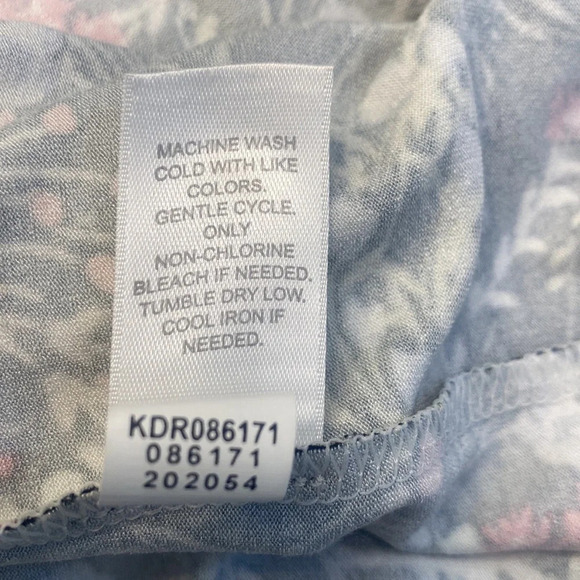 MACHINE WASH
COLD WITH LIKE
COLORS.
GENTLE CYCLE.
ONLY
NON-CHLORINE
BLEACH IF NEEDED.
TUMBLE DRY LOW.
COOL IRON IF
NEEDED.
KDR086171
086171
202054